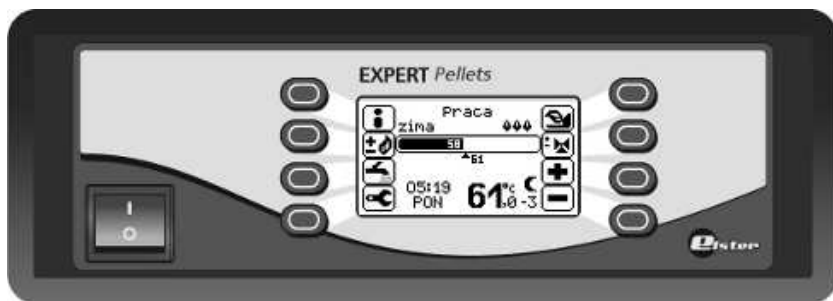 EXPERT Pellets
Praca
zima
58
61
05:19
PON
61.0 °C
-3
I
O
elster